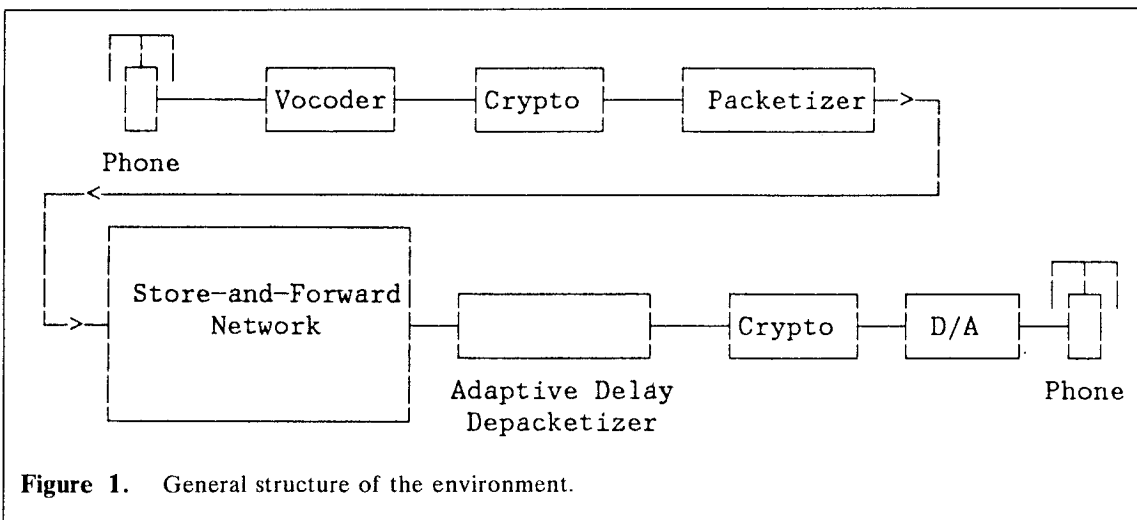 Vocoder
Crypto
Packetizer
>
Phone
<
Store-and-Forward
Network
>
Crypto
D/A
Adaptive Delay
Depacketizer
Phone
Figure 1. General structure of the environment.